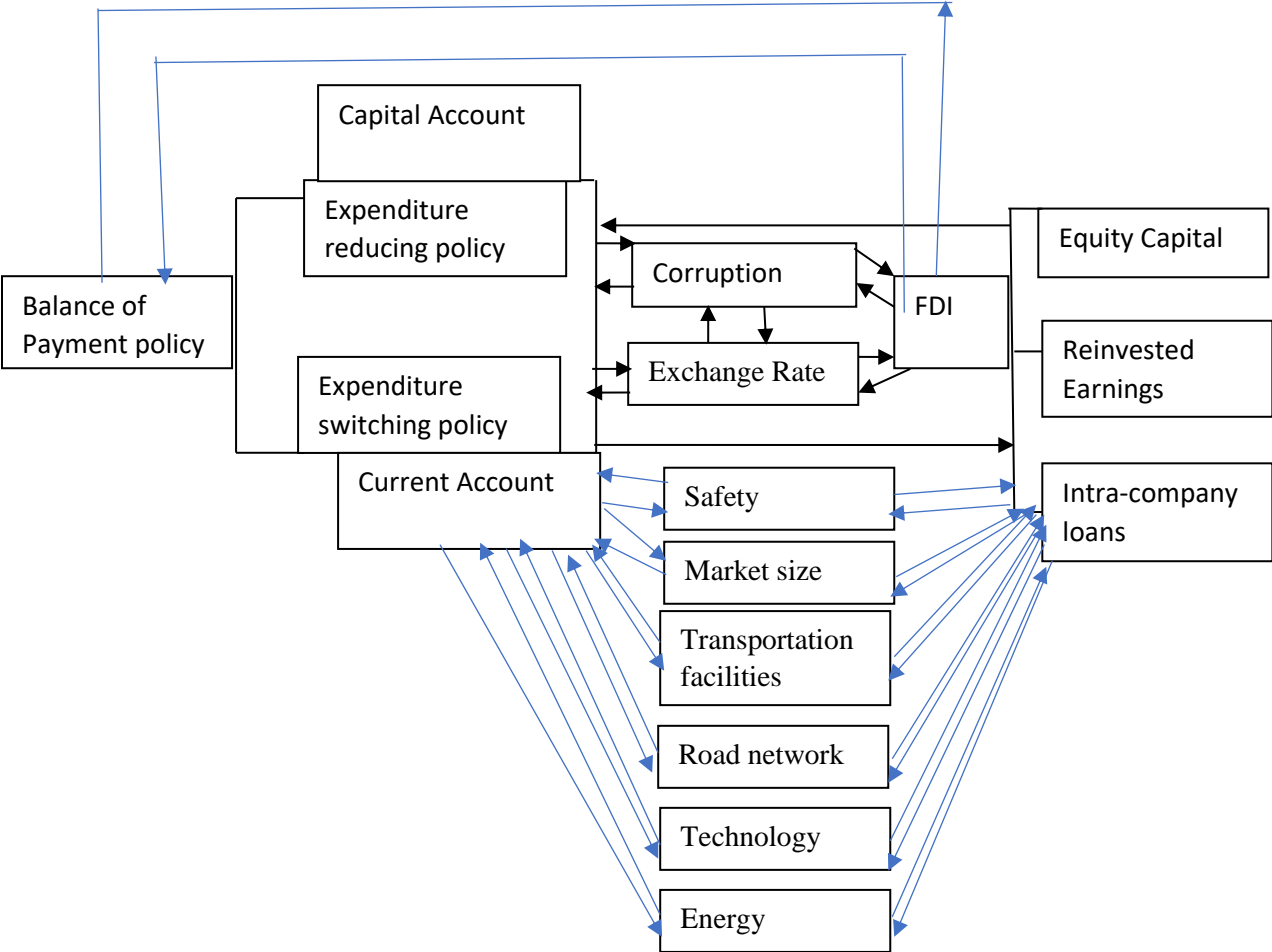 Capital Account
Expenditure
reducing policy
Equity Capital
Corruption
Balance of
Payment policy
FDI
Reinvested
Earnings
Exchange Rate
Expenditure
switching policy
Current Account
Safety
Intra-company
loans
Market size
Transportation
facilities
Road network
Technology
Energy